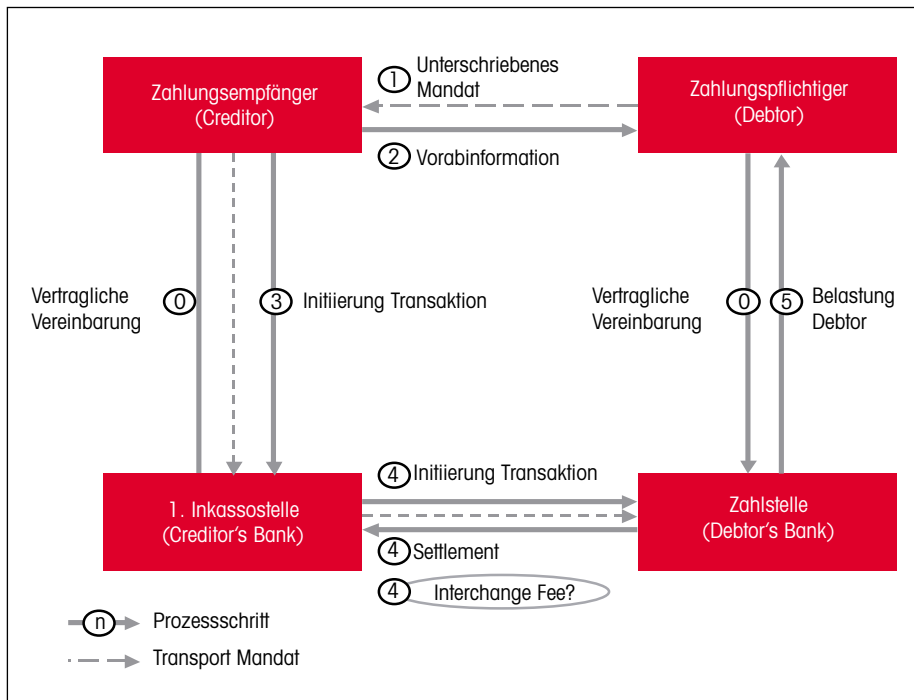 Zahlungsempfänger
(Creditor)
1
Unterschriebenes
Mandat
2
Vorabinformation
Zahlungspflichtiger
(Debtor)
Vertragliche
Vereinbarung
0
3
Initiierung Transaktion
Vertragliche
Vereinbarung
0
5
Belastung
Debtor
1. Inkassostelle
(Creditor’s Bank)
4
Initiierung Transaktion
4
Settlement
4
Interchange Fee?
Zahlstelle
(Debtor’s Bank)
n
Prozessschritt
Transport Mandat